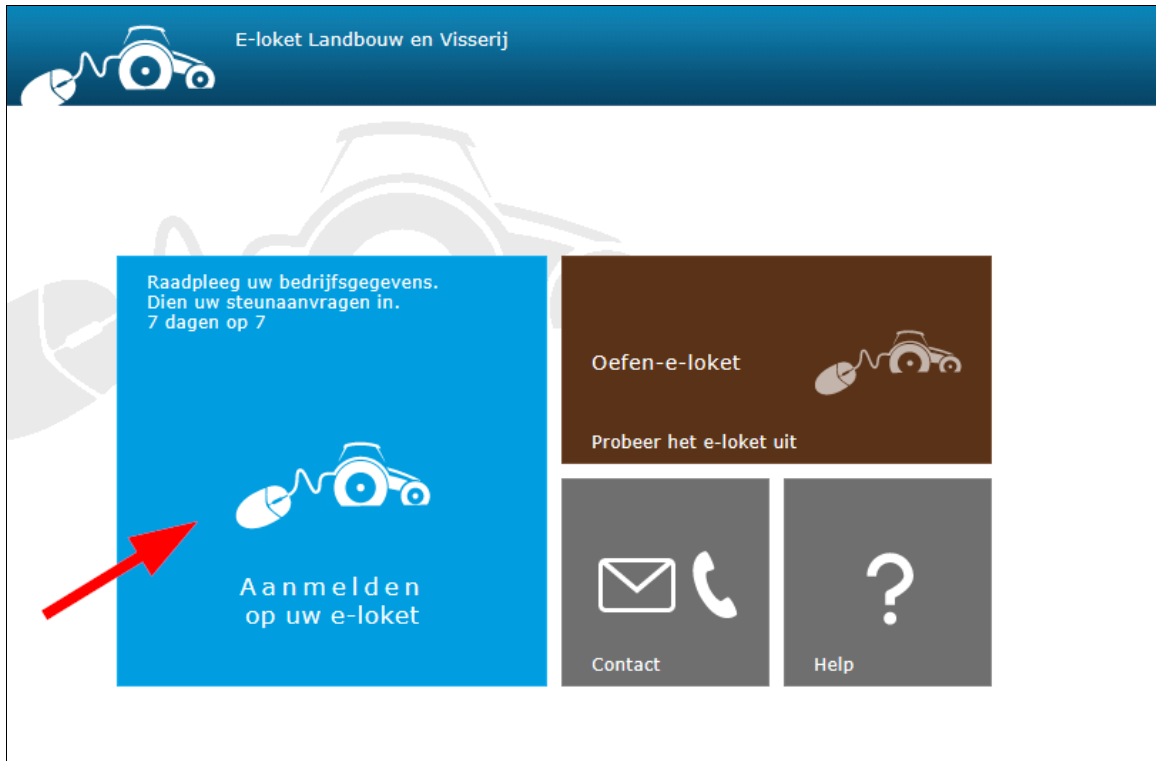 E-loket Landbouw en Visserij
Raadpleeg uw bedrijfsgegevens.
Dien uw steunaanvragen in.
7 dagen op 7
Aanmelden
op uw e-loket
Oefen-e-loket
Probeer het e-loket uit
Contact
?
Help